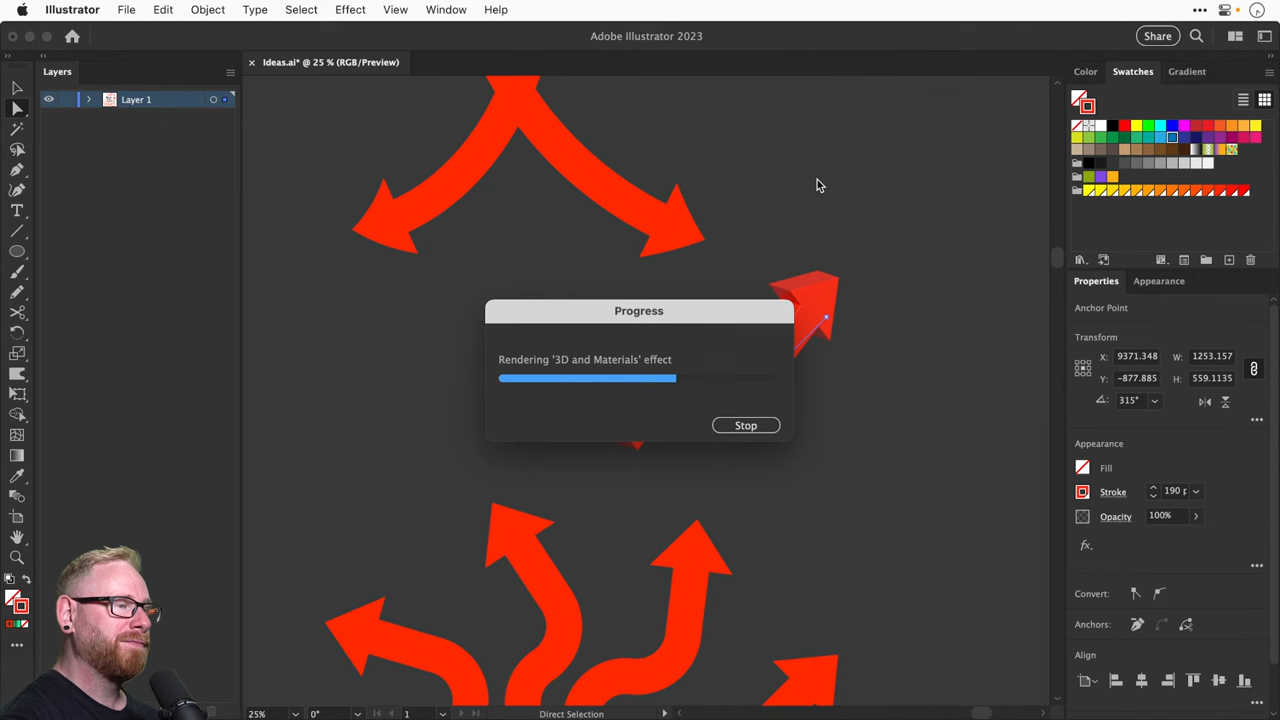 Illustrator File Edit Object Type Select Effect View Window Help
Adobe Illustrator 2023
Share
Layers
× Ideas.ai* @ 25 % (RGB/Preview)
Color Swatches Gradient
Layer 1
Properties Appearance
Anchor Point
Transform
X: 9371.348 W: 1253.157
Y: -877.885 H: 559.1135
315°
Appearance
Fill
Stroke 190 p
Opacity 100%
fx.
Convert:
Anchors:
Align
Progress
Rendering '3D and Materials' effect
Stop
25% 0° 1 Direct Selection